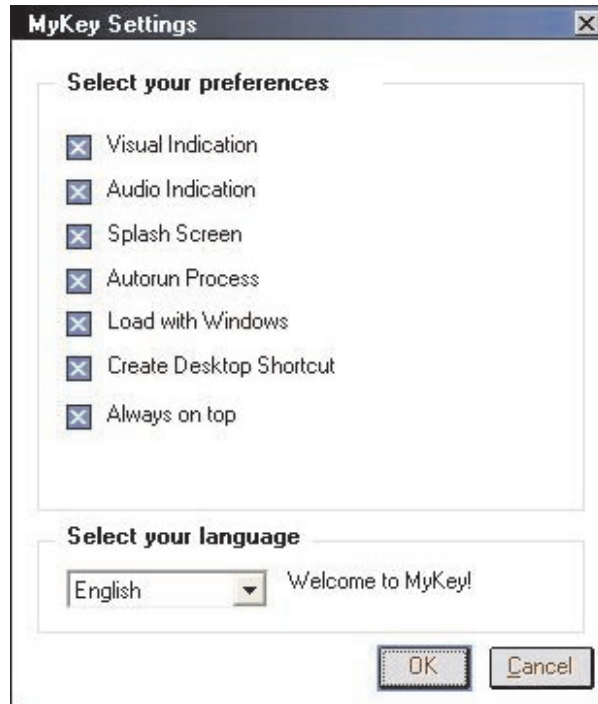 MyKey Settings
Select your preferences
Visual Indication
Audio Indication
Splash Screen
Autorun Process
Load with Windows
Create Desktop Shortcut
Always on top
Select your language
English
Welcome to MyKey!
OK
Cancel